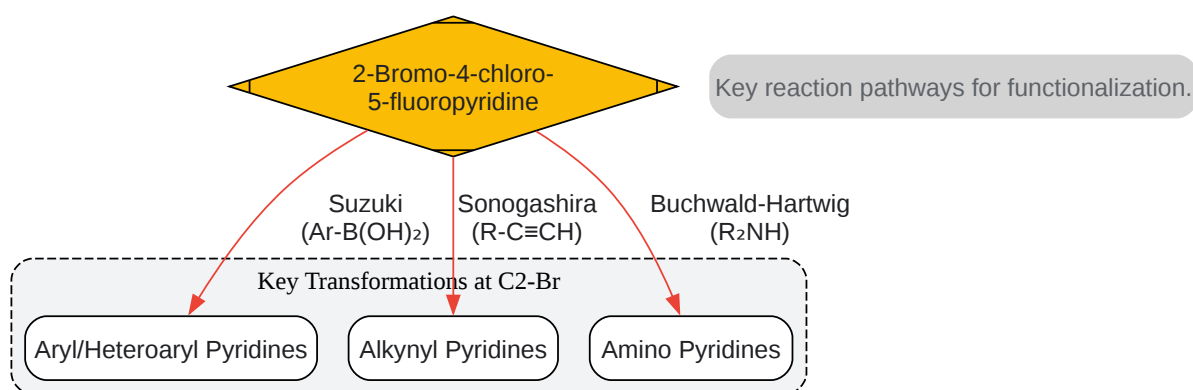 2-Bromo-4-chloro-
5-fluoropyridine
Key reaction pathways for functionalization.
Suzuki
(Ar-B(OH)₂)
Sonogashira
(R-C≡CH)
Buchwald-Hartwig
(R₂NH)
Key Transformations at C2-Br
Aryl/Heteroaryl Pyridines
Alkynyl Pyridines
Amino Pyridines